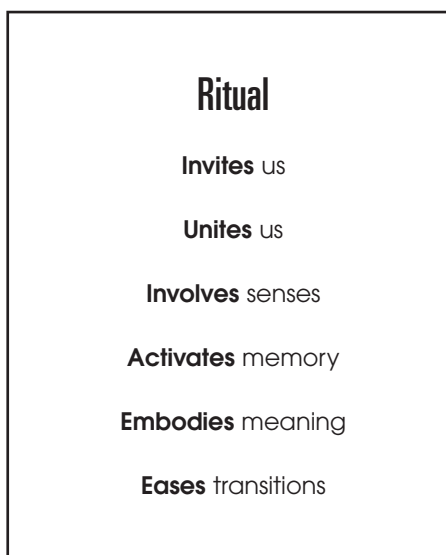 Ritual
Invites us
Unites us
Involves senses
Activates memory
Embodies meaning
Eases transitions